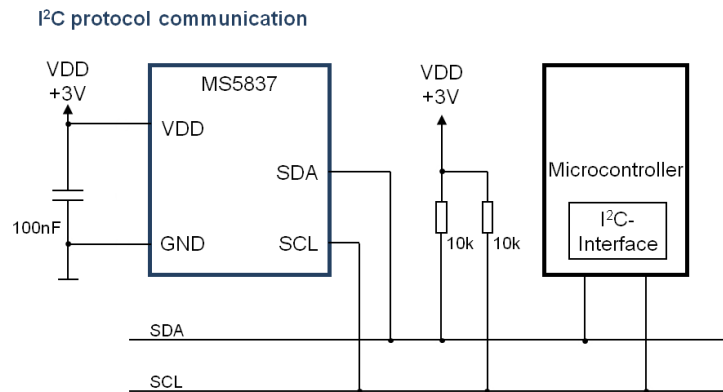 I²C protocol communication
VDD
+3V
MS5837
VDD
SDA
100nF
GND
SCL
VDD
+3V
10k
10k
Microcontroller
I²C-
Interface
SDA
SCL